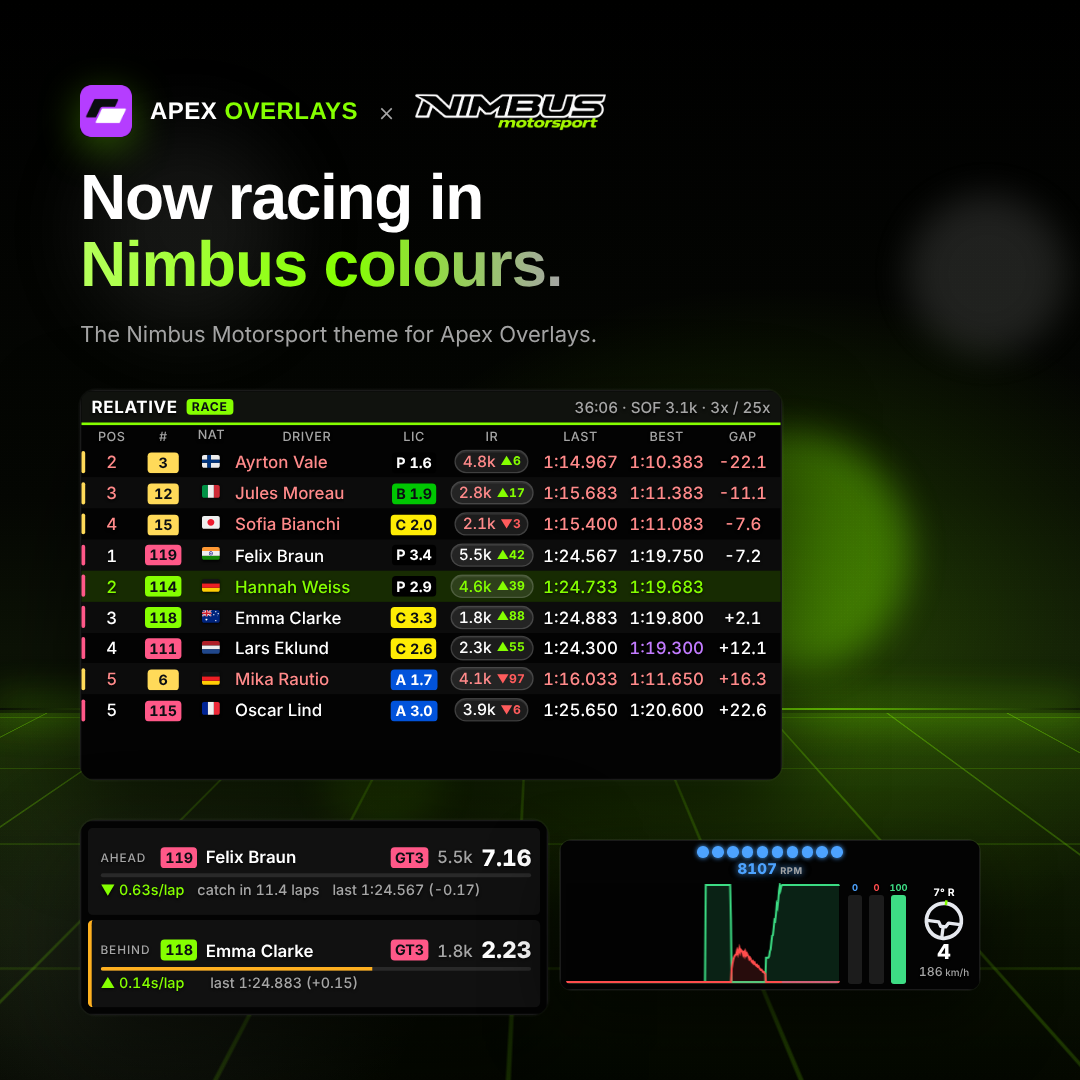 APEX OVERLAYS × NIMBUS motorsport
Now racing in
Nimbus colours.
The Nimbus Motorsport theme for Apex Overlays.
RELATIVE RACE 36:06 · SOF 3.1k · 3x / 25x
POS # NAT DRIVER LIC IR LAST BEST GAP
2 3 Ayrton Vale P 1.6 4.8k ▲6 1:14.967 1:10.383 -22.1
3 12 Jules Moreau B 1.9 2.8k ▲17 1:15.683 1:11.383 -11.1
4 15 Sofia Bianchi C 2.0 2.1k ▼3 1:15.400 1:11.083 -7.6
1 119 Felix Braun P 3.4 5.5k ▲42 1:24.567 1:19.750 -7.2
2 114 Hannah Weiss P 2.9 4.6k ▲39 1:24.733 1:19.683
3 118 Emma Clarke C 3.3 1.8k ▲88 1:24.883 1:19.800 +2.1
4 111 Lars Eklund C 2.6 2.3k ▲55 1:24.300 1:19.300 +12.1
5 6 Mika Rautio A 1.7 4.1k ▼97 1:16.033 1:11.650 +16.3
5 115 Oscar Lind A 3.0 3.9k ▼6 1:25.650 1:20.600 +22.6
AHEAD 119 Felix Braun GT3 5.5k 7.16
▼ 0.63s/lap catch in 11.4 laps last 1:24.567 (-0.17)
BEHIND 118 Emma Clarke GT3 1.8k 2.23
▲ 0.14s/lap last 1:24.883 (+0.15)
8107 RPM
0 0 100
7° R
4
186 km/h